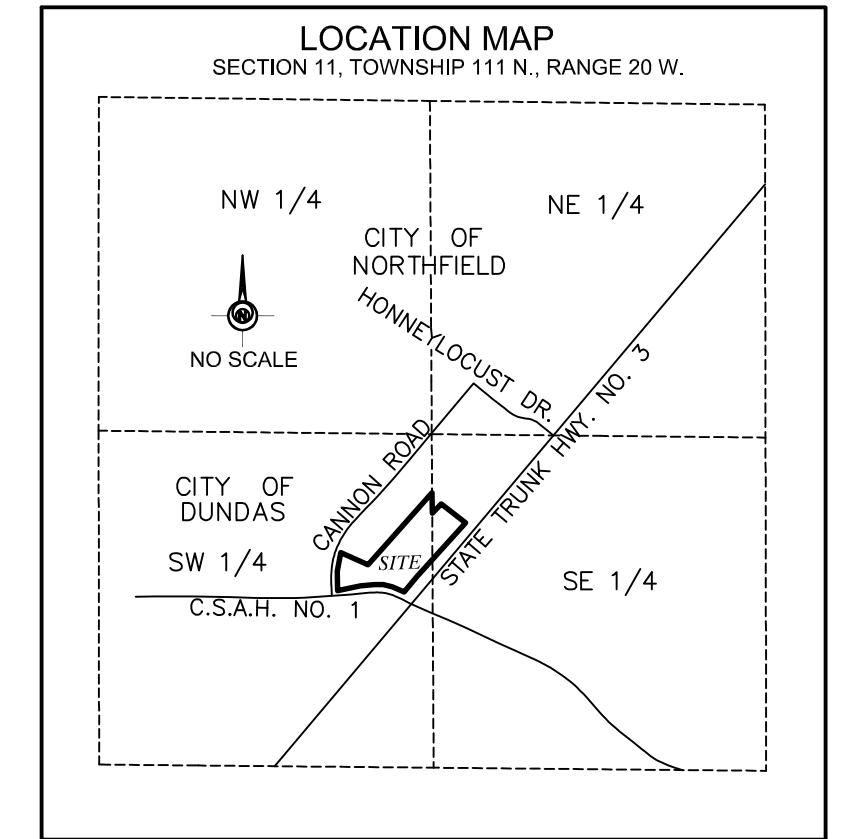 LOCATION MAP
SECTION 11, TOWNSHIP 111 N., RANGE 20 W.
NW 1/4
NE 1/4
CITY OF
NORTHFIELD
N
NO SCALE
HONNEYLOCUST DR.
STATE TRUNK HWY. NO. 3
CANNON ROAD
CITY OF
DUNDAS
SW 1/4
SITE
SE 1/4
C.S.A.H. NO. 1